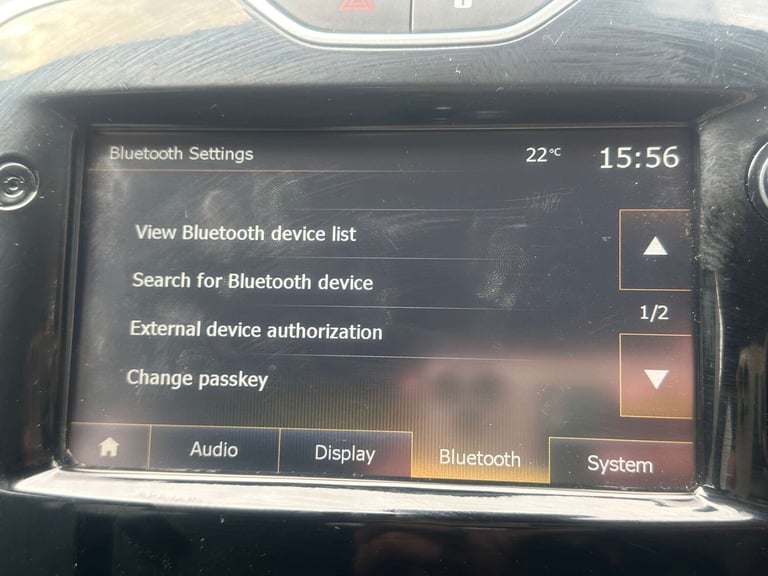 Bluetooth Settings
22°C
15:56
View Bluetooth device list
Search for Bluetooth device
1/2
External device authorization
Change passkey
Audio
Display
Bluetooth
System